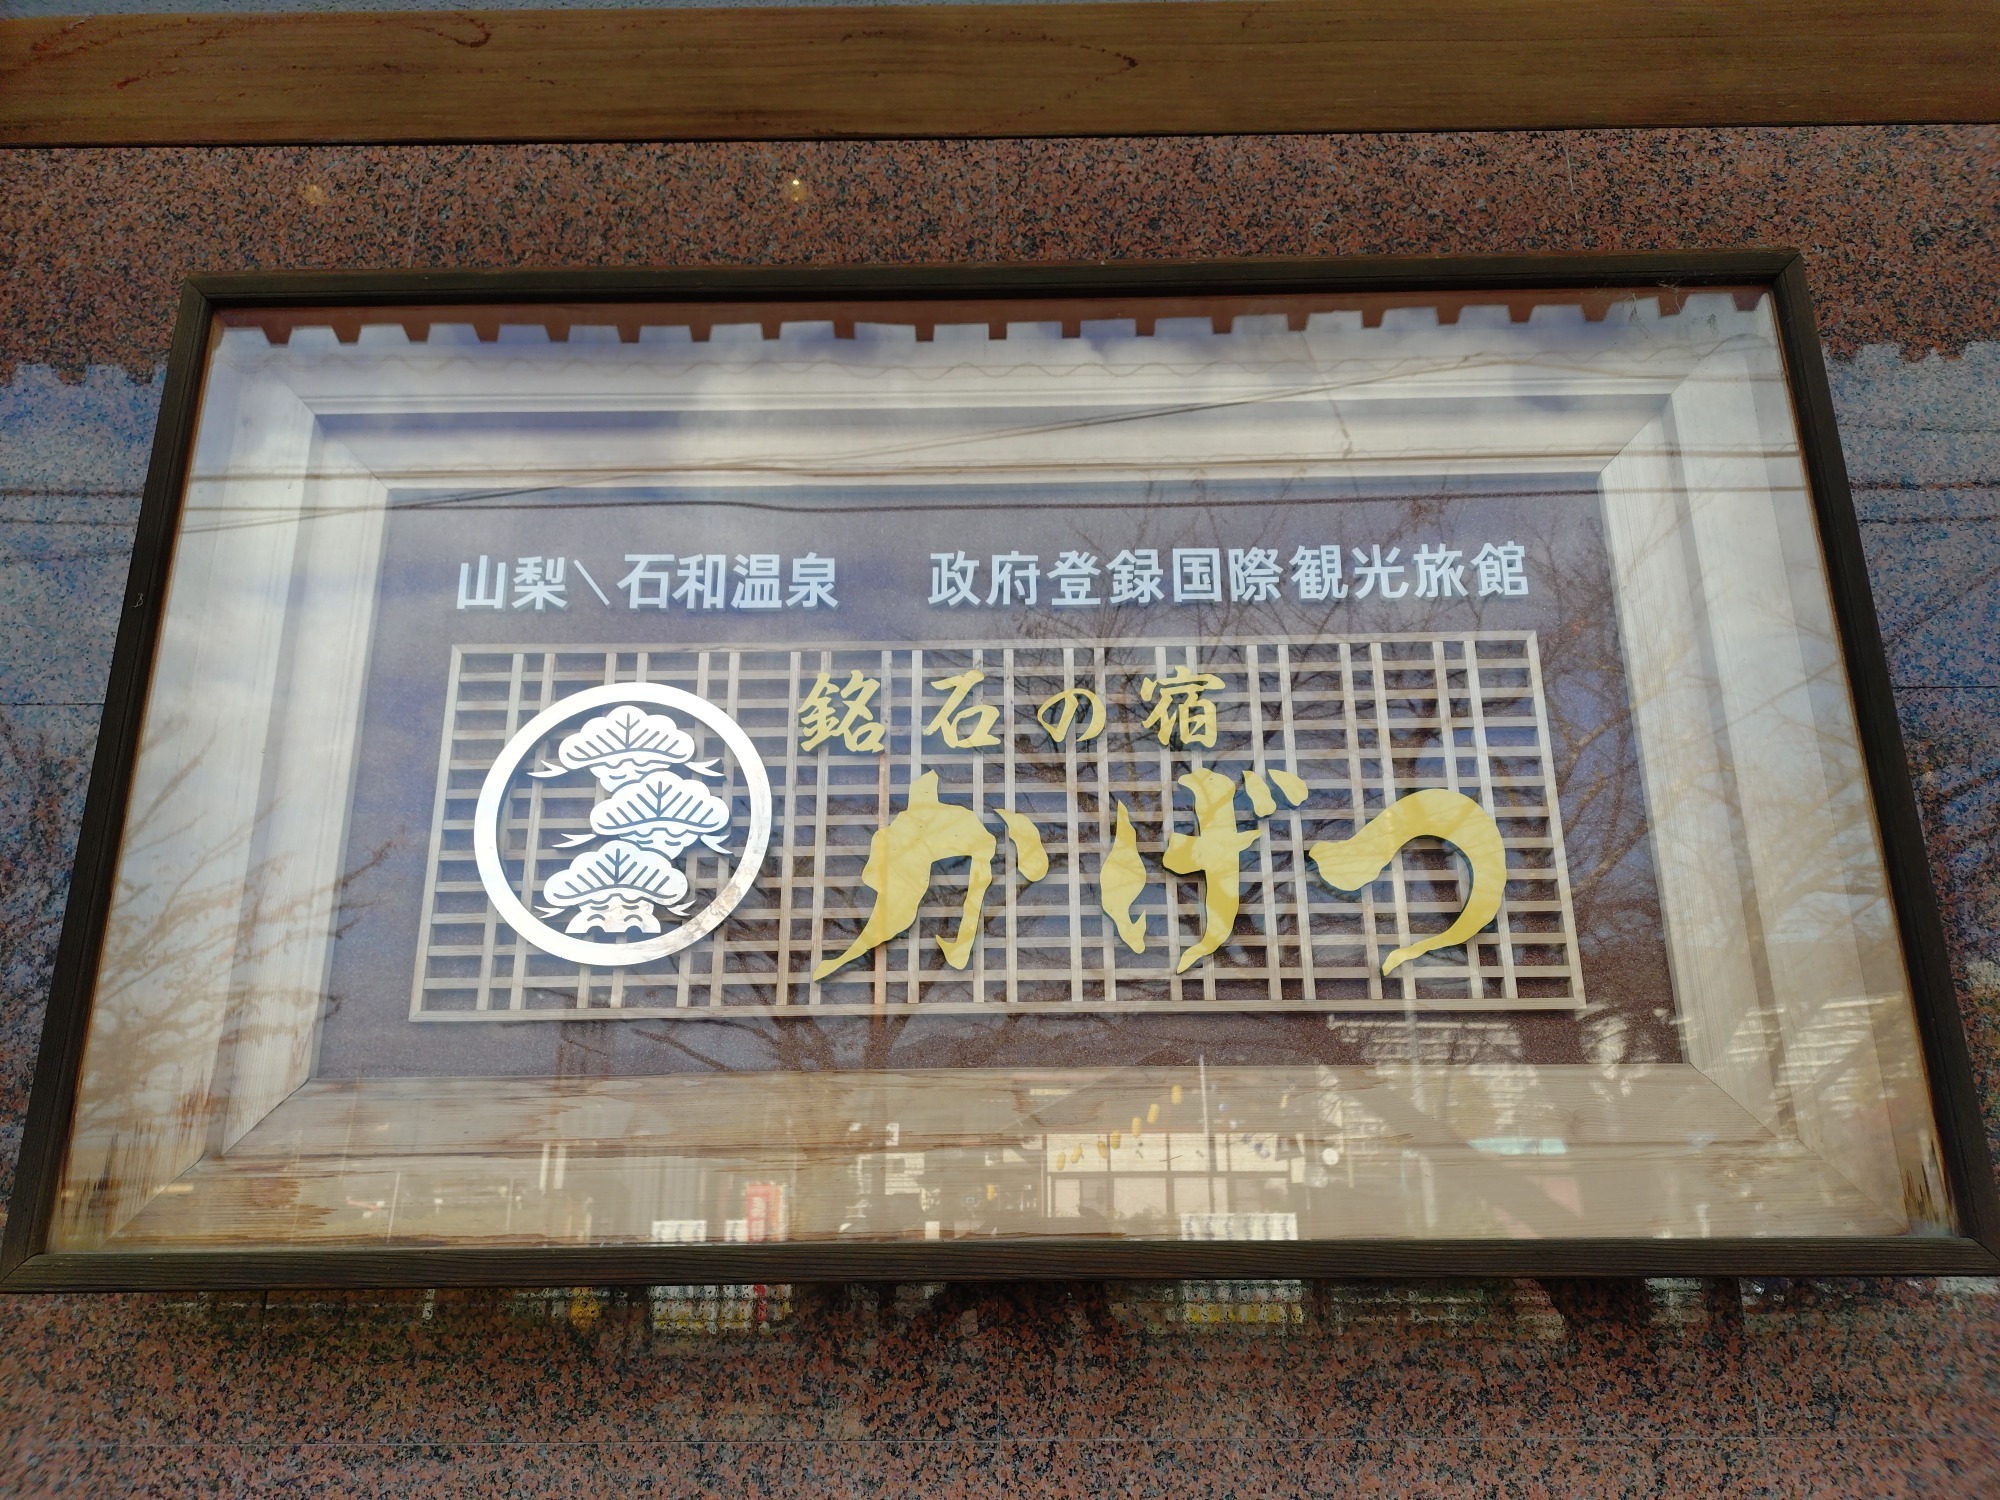 山梨\石和温泉 政府登録国際観光旅館
銘石の宿
かげつ